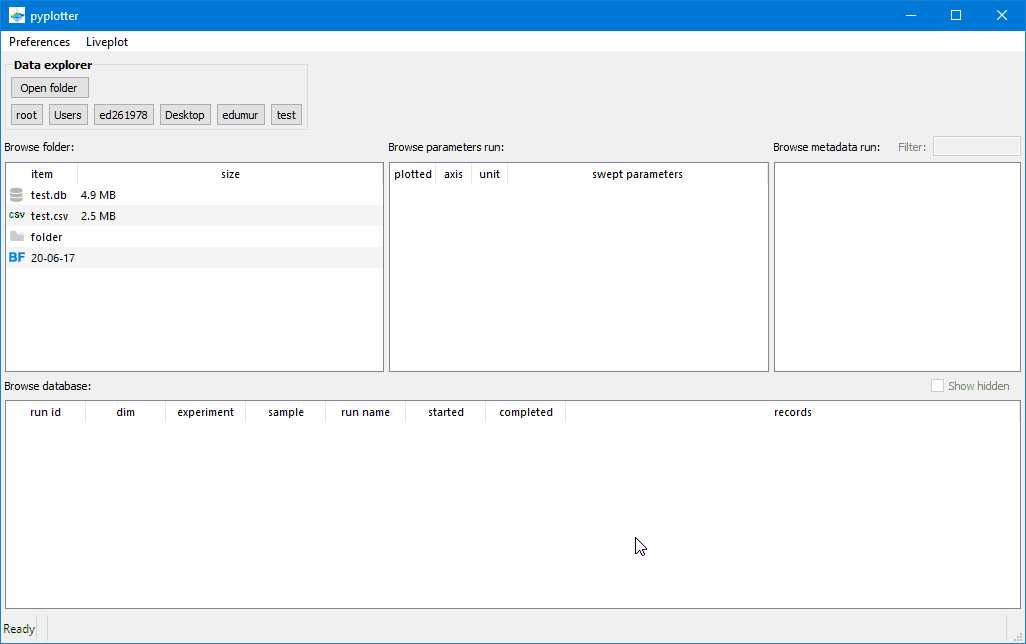 pyplotter
Preferences Liveplot
Data explorer
Open folder
root Users ed261978 Desktop edumur test
Browse folder: Browse parameters run: Browse metadata run: Filter:
item size plotted axis unit swept parameters
test.db 4.9 MB
csv test.csv 2.5 MB
folder
BF 20-06-17
Browse database: Show hidden
run id dim experiment sample run name started completed records
Ready